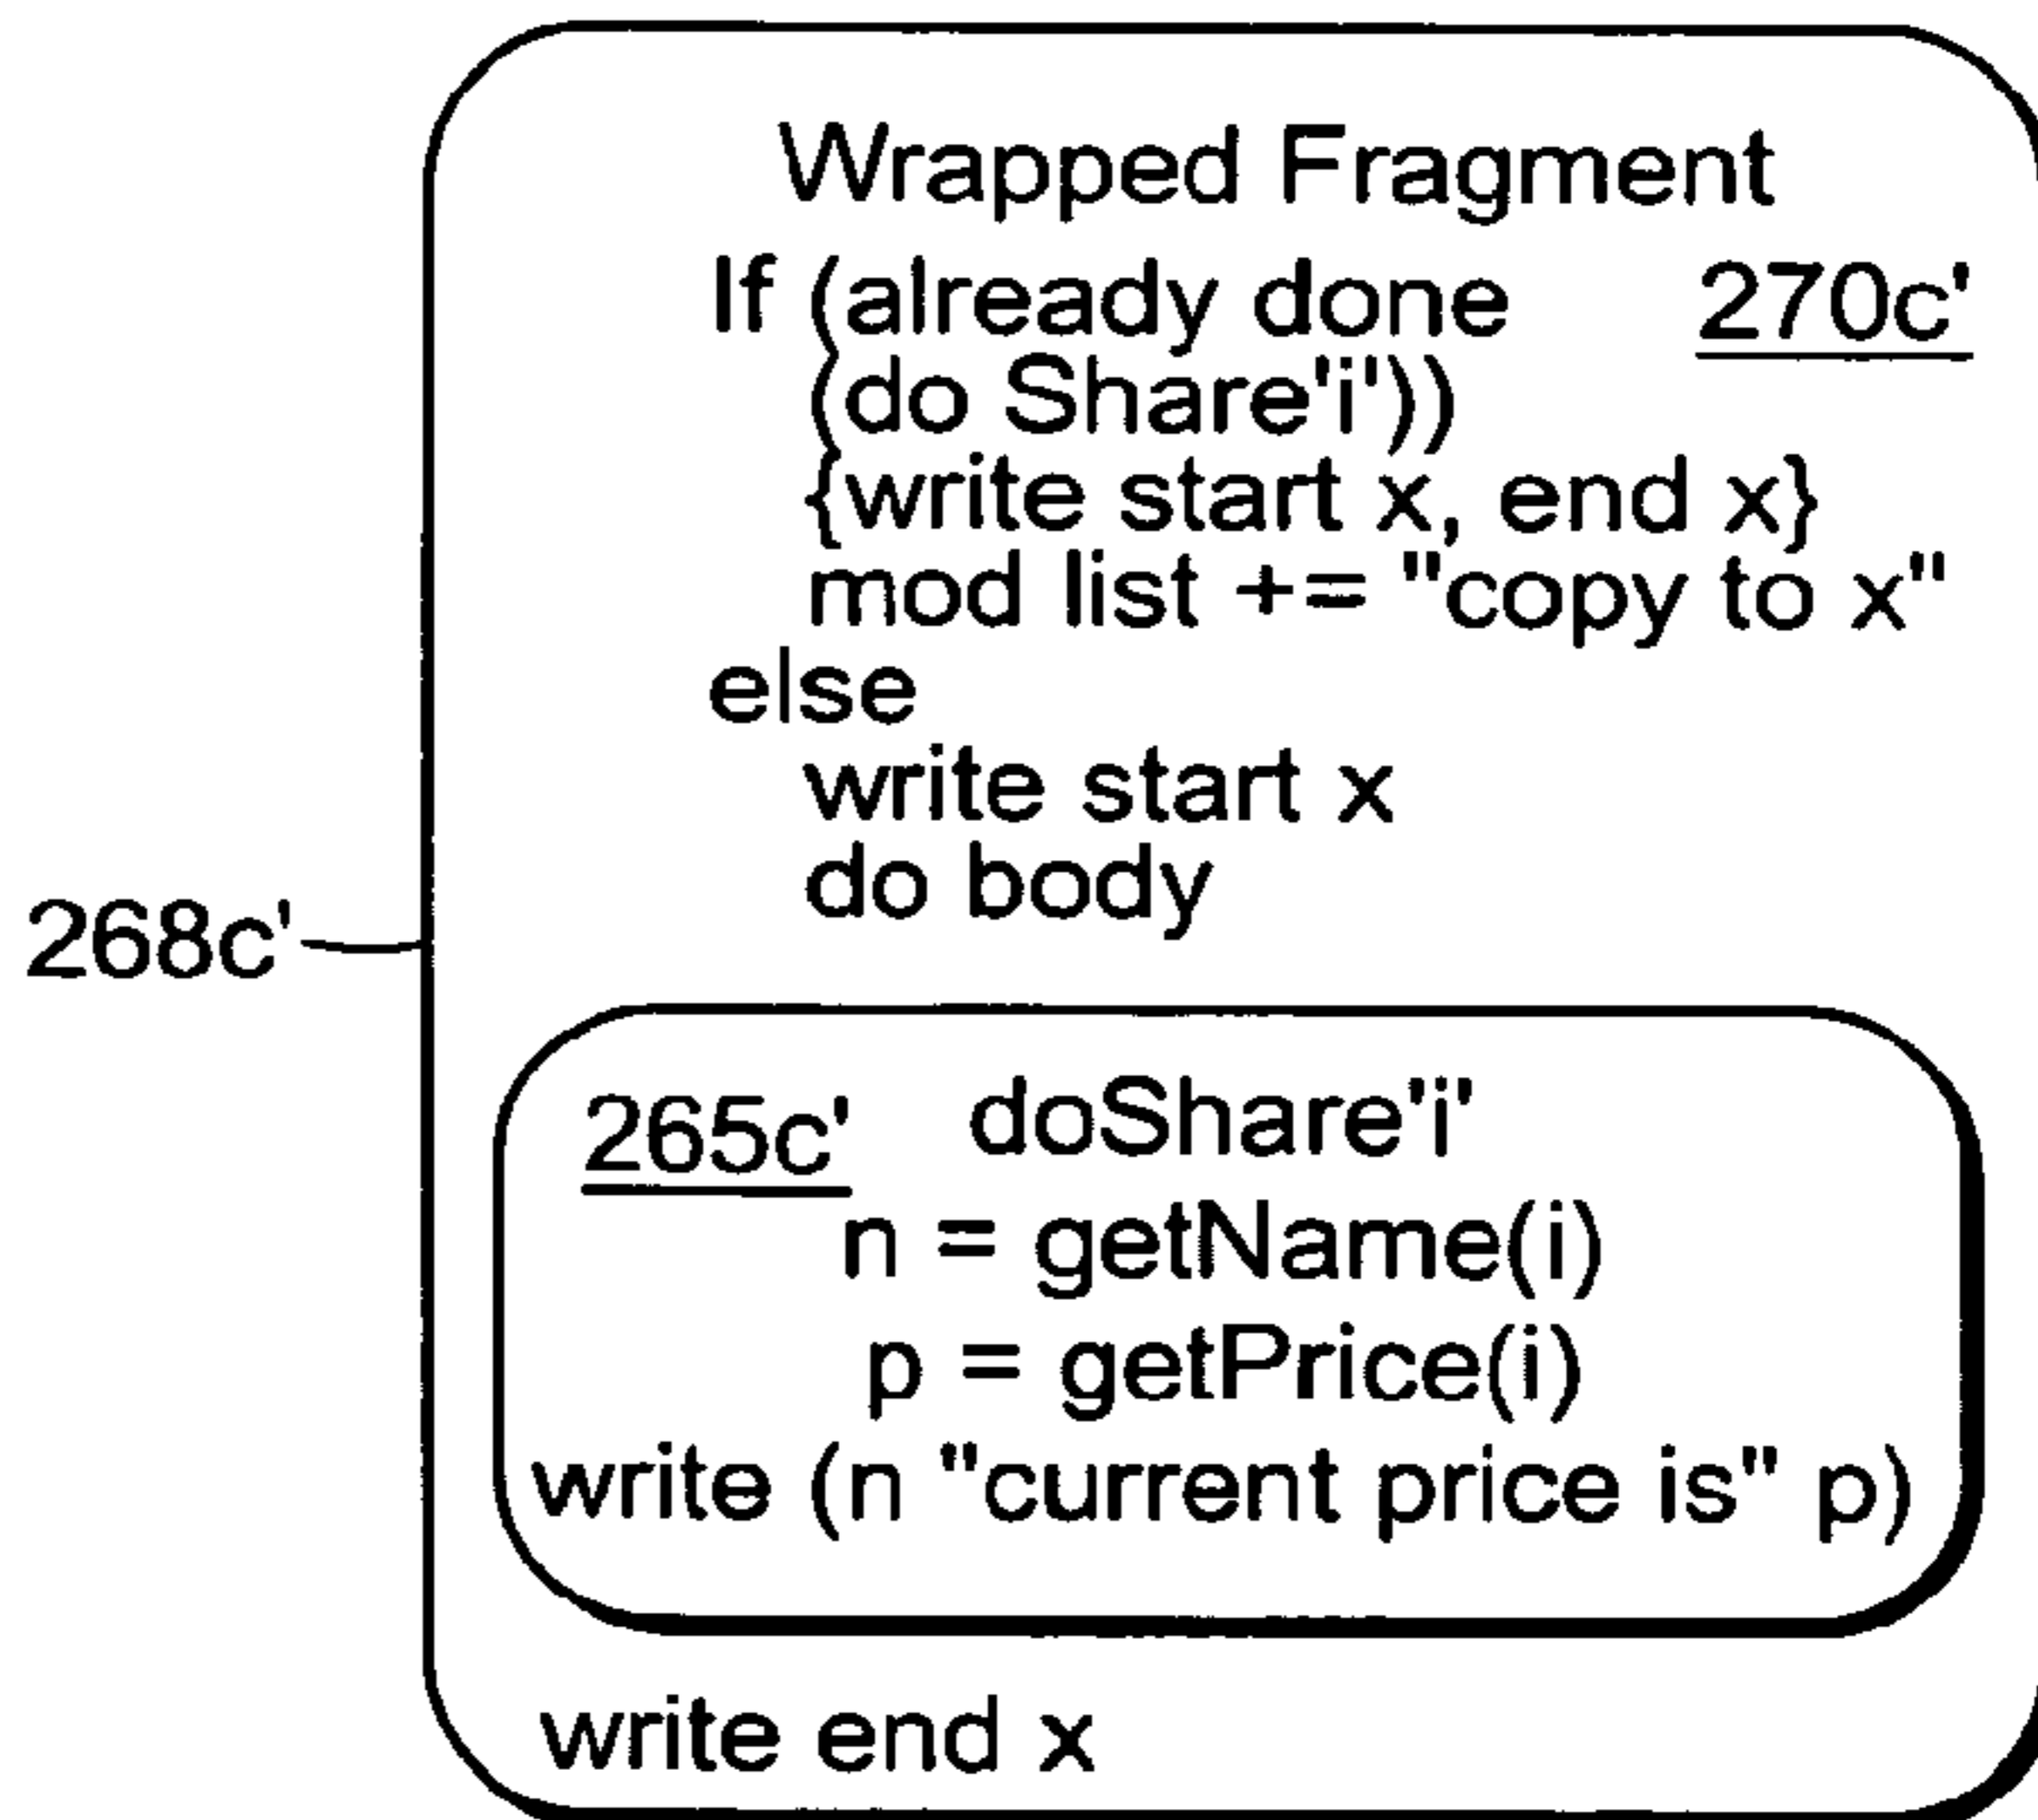 Wrapped Fragment
If (already done 270c'
(do Share'i'))
{write start x, end x}
mod list += "copy to x"
else
write start x
do body
268c'
265c' doShare'i'
n = getName(i)
p = getPrice(i)
write (n "current price is" p)
write end x